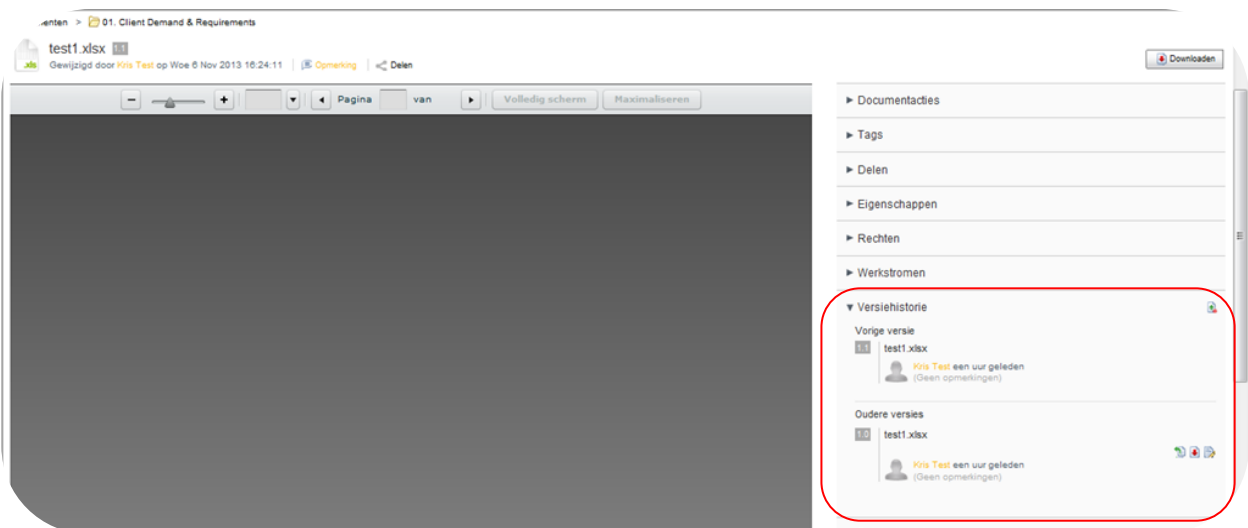 enten > 01. Client Demand & Requirements
test1.xlsx 1.1
.xls Gewijzigd door Kris Test op Woe 6 Nov 2013 16:24:11 Opmerking Delen
Downloaden
Pagina van Volledig scherm Maximaliseren
Documentacties
Tags
Delen
Eigenschappen
Rechten
Werkstromen
Versiehistorie
Vorige versie
1.1 test1.xlsx
Kris Test een uur geleden
(Geen opmerkingen)
Oudere versies
1.0 test1.xlsx
Kris Test een uur geleden
(Geen opmerkingen)